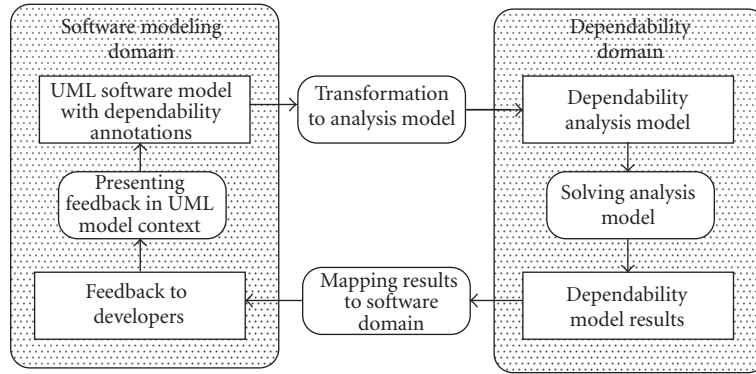 Software modeling
domain
UML software model
with dependability
annotations
Presenting
feedback in UML
model context
Feedback to
developers
Transformation
to analysis model
Mapping results
to software
domain
Dependability
domain
Dependability
analysis model
Solving analysis
model
Dependability
model results